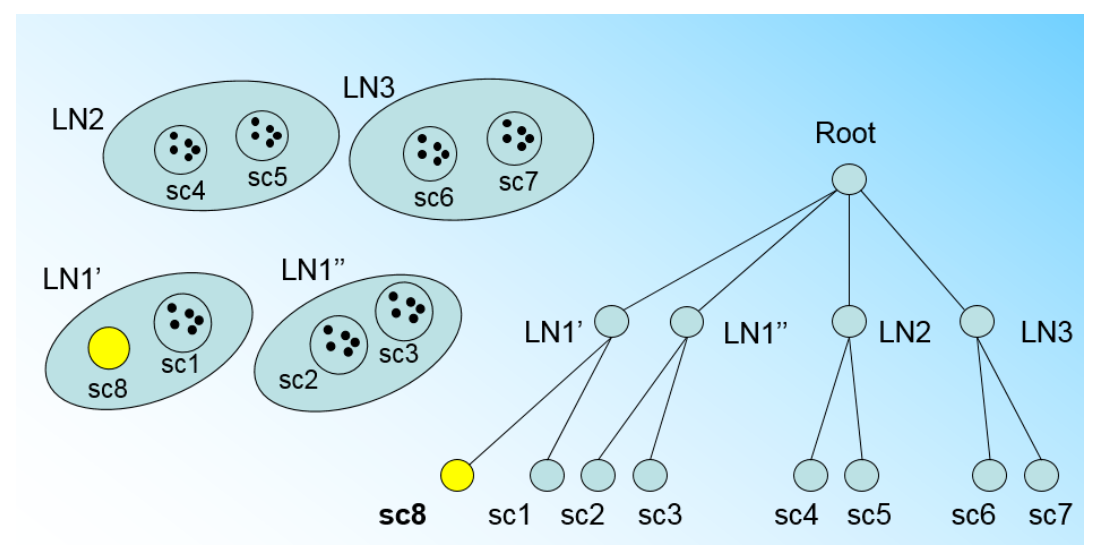 LN2
LN3
sc4
sc5
sc6
sc7
LN1’
LN1”
sc8
sc1
sc2
sc3
Root
LN1’
LN1”
LN2
LN3
sc8
sc1
sc2
sc3
sc4
sc5
sc6
sc7